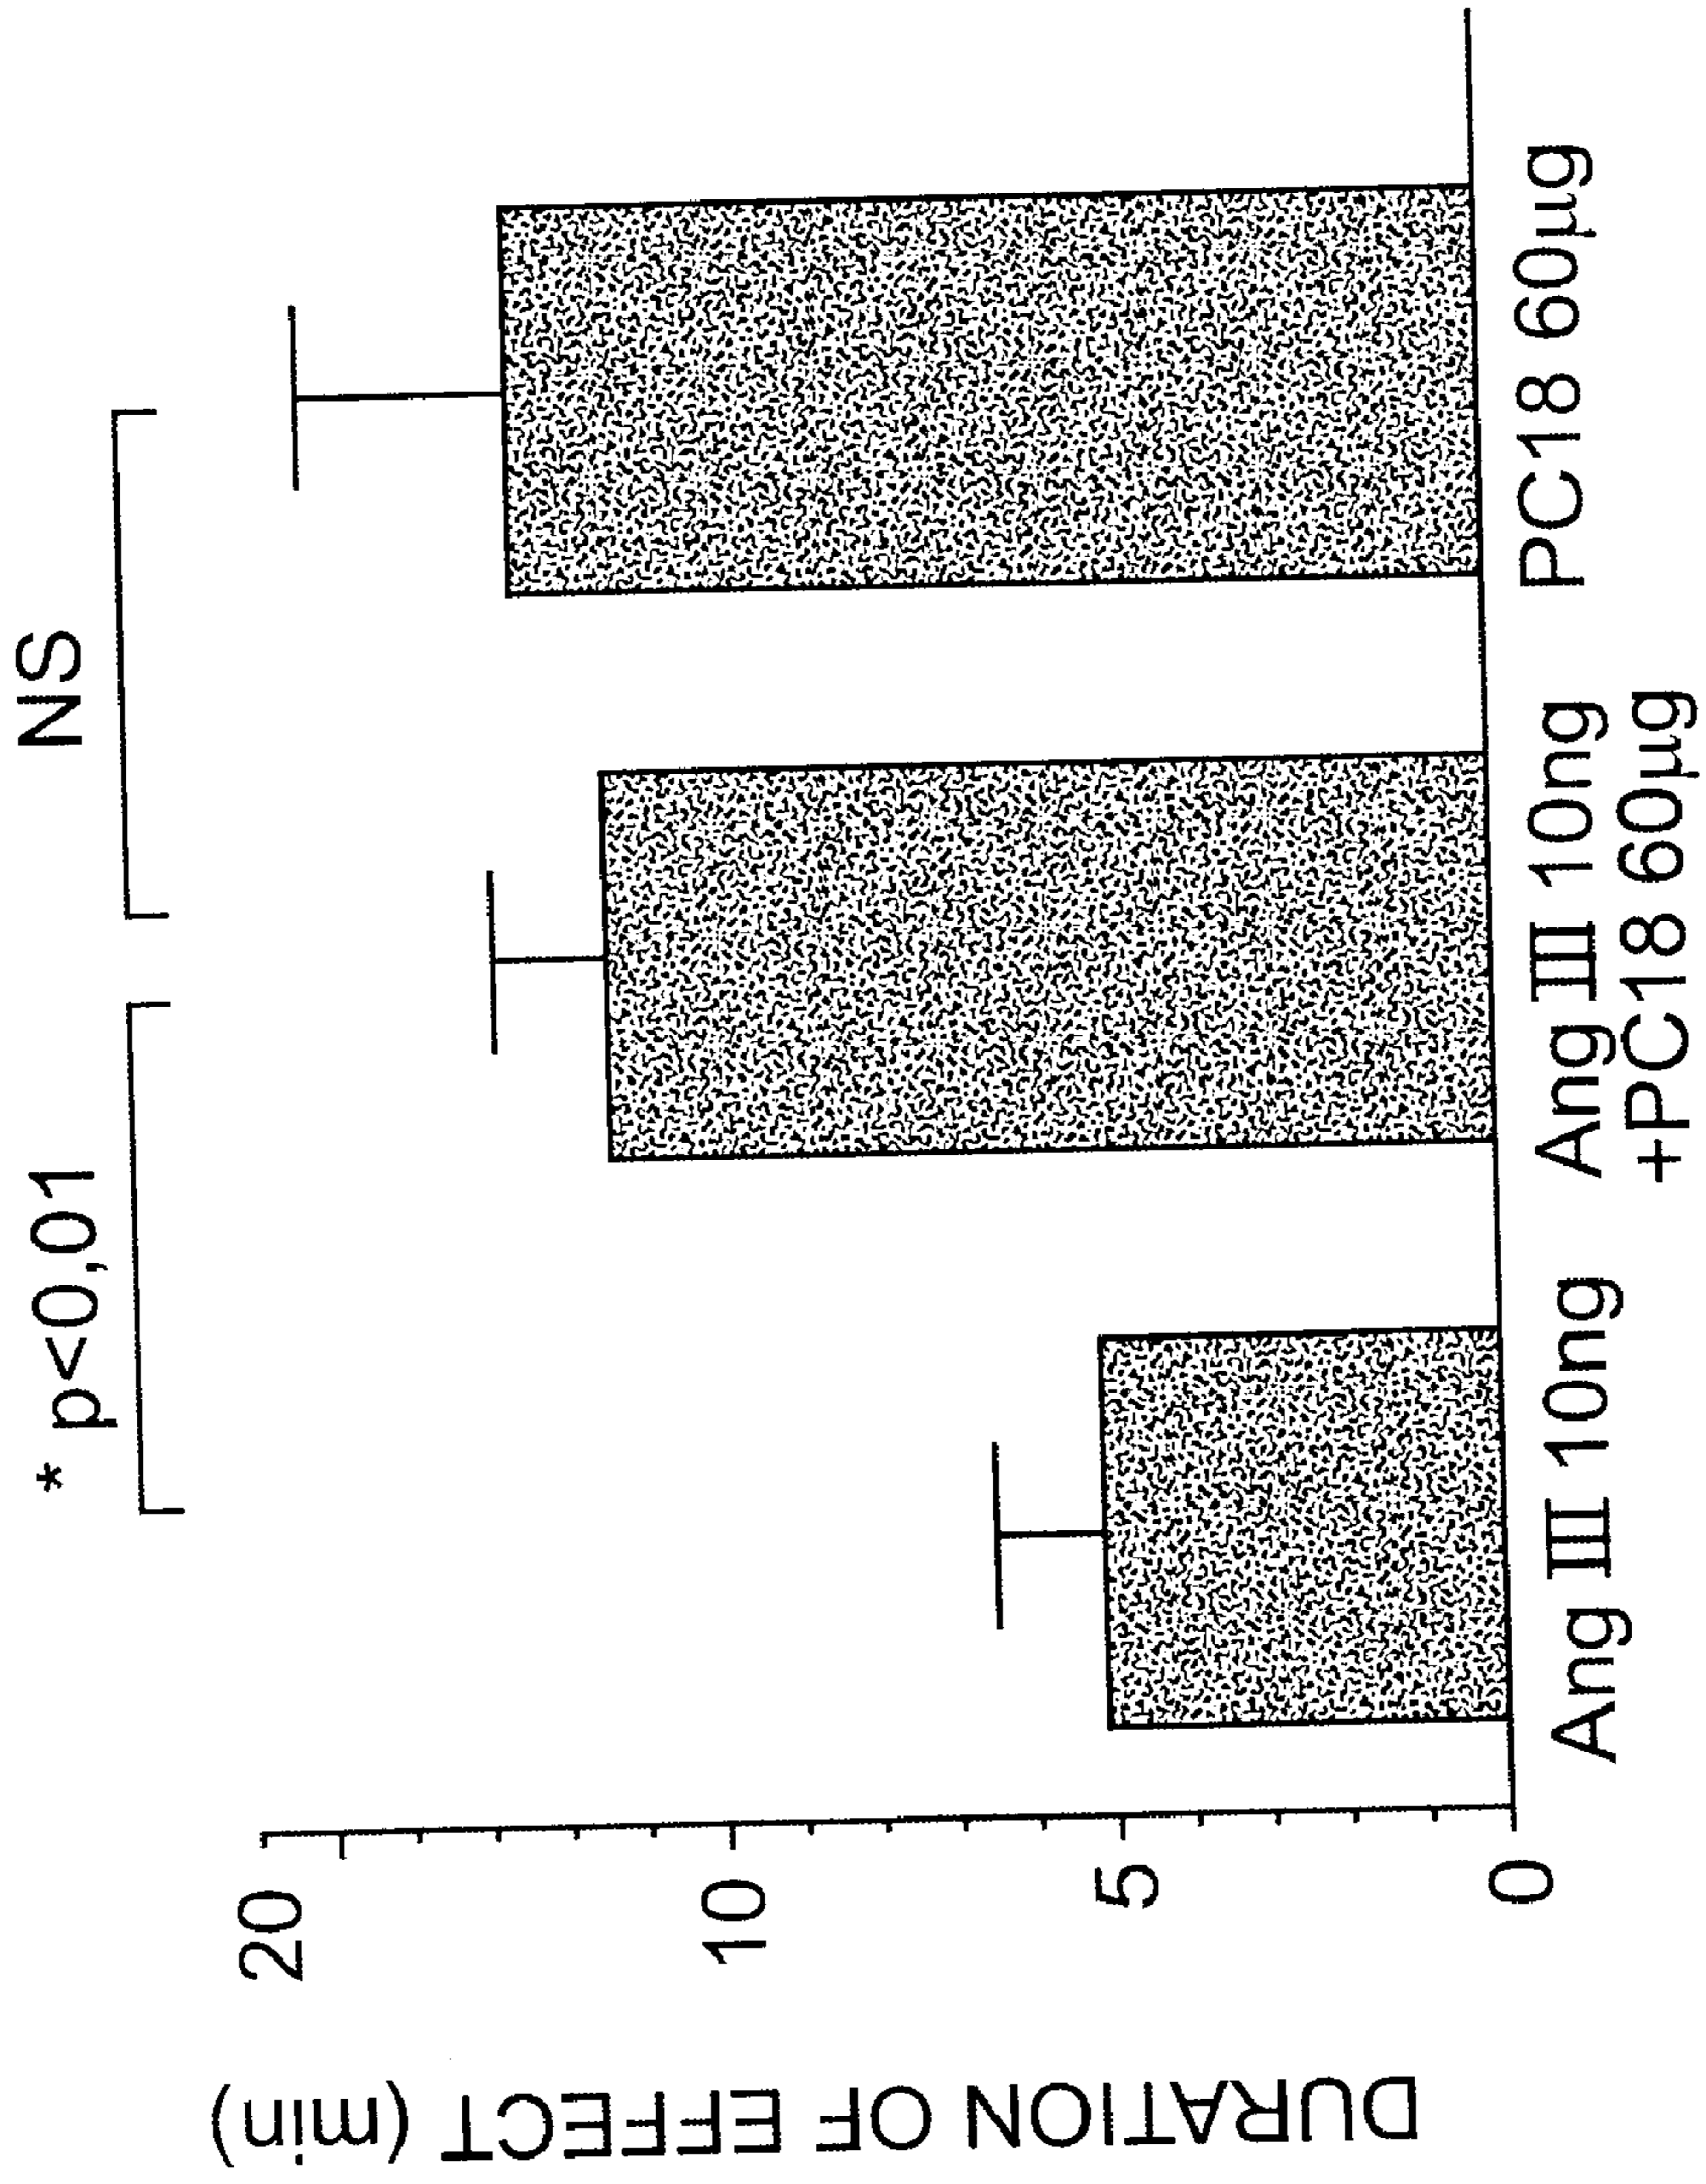 * p<0,01
NS
DURATION OF EFFECT (min)
20
10
5
0
Ang III 10ng
Ang III 10ng
+PC18 60µg
PC18 60µg